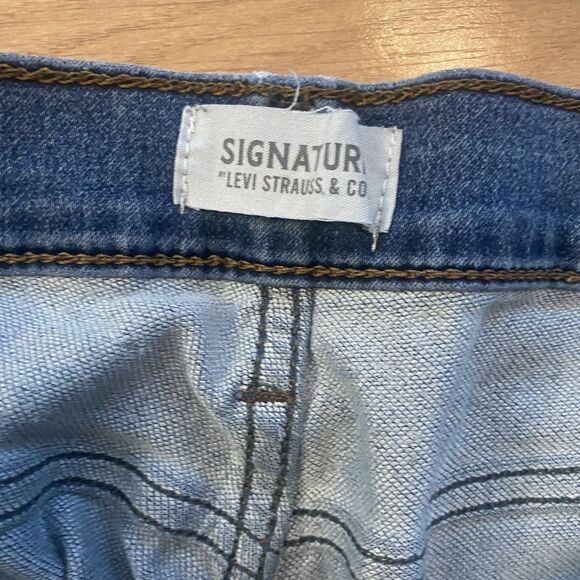 SIGNATUR
BY LEVI STRAUSS & CO